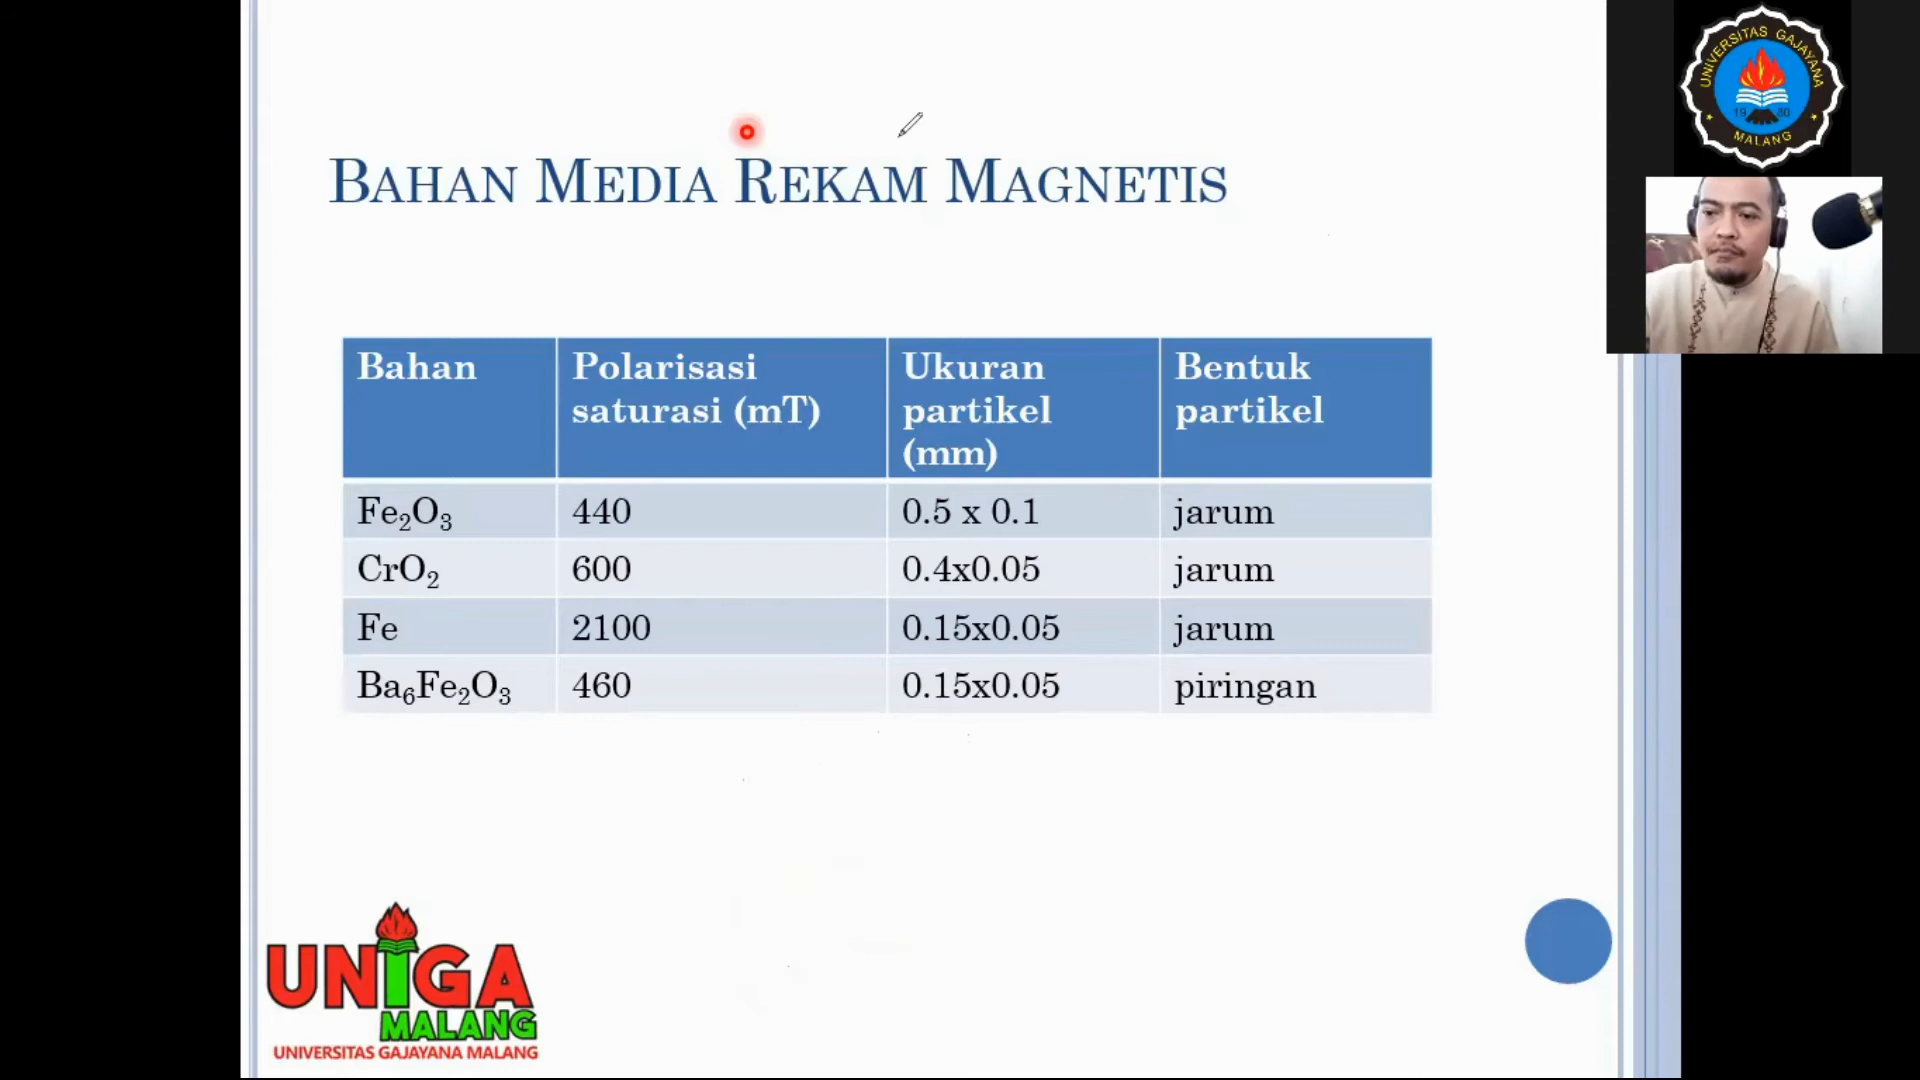 UNIVERSITAS GAJAYANA
1980
MALANG
BAHAN MEDIA REKAM MAGNETIS
Bahan Polarisasi saturasi (mT) Ukuran partikel (mm) Bentuk partikel
Fe₂O₃ 440 0.5 x 0.1 jarum
CrO₂ 600 0.4x0.05 jarum
Fe 2100 0.15x0.05 jarum
Ba₆Fe₂O₃ 460 0.15x0.05 piringan
UNIGA
MALANG
UNIVERSITAS GAJAYANA MALANG